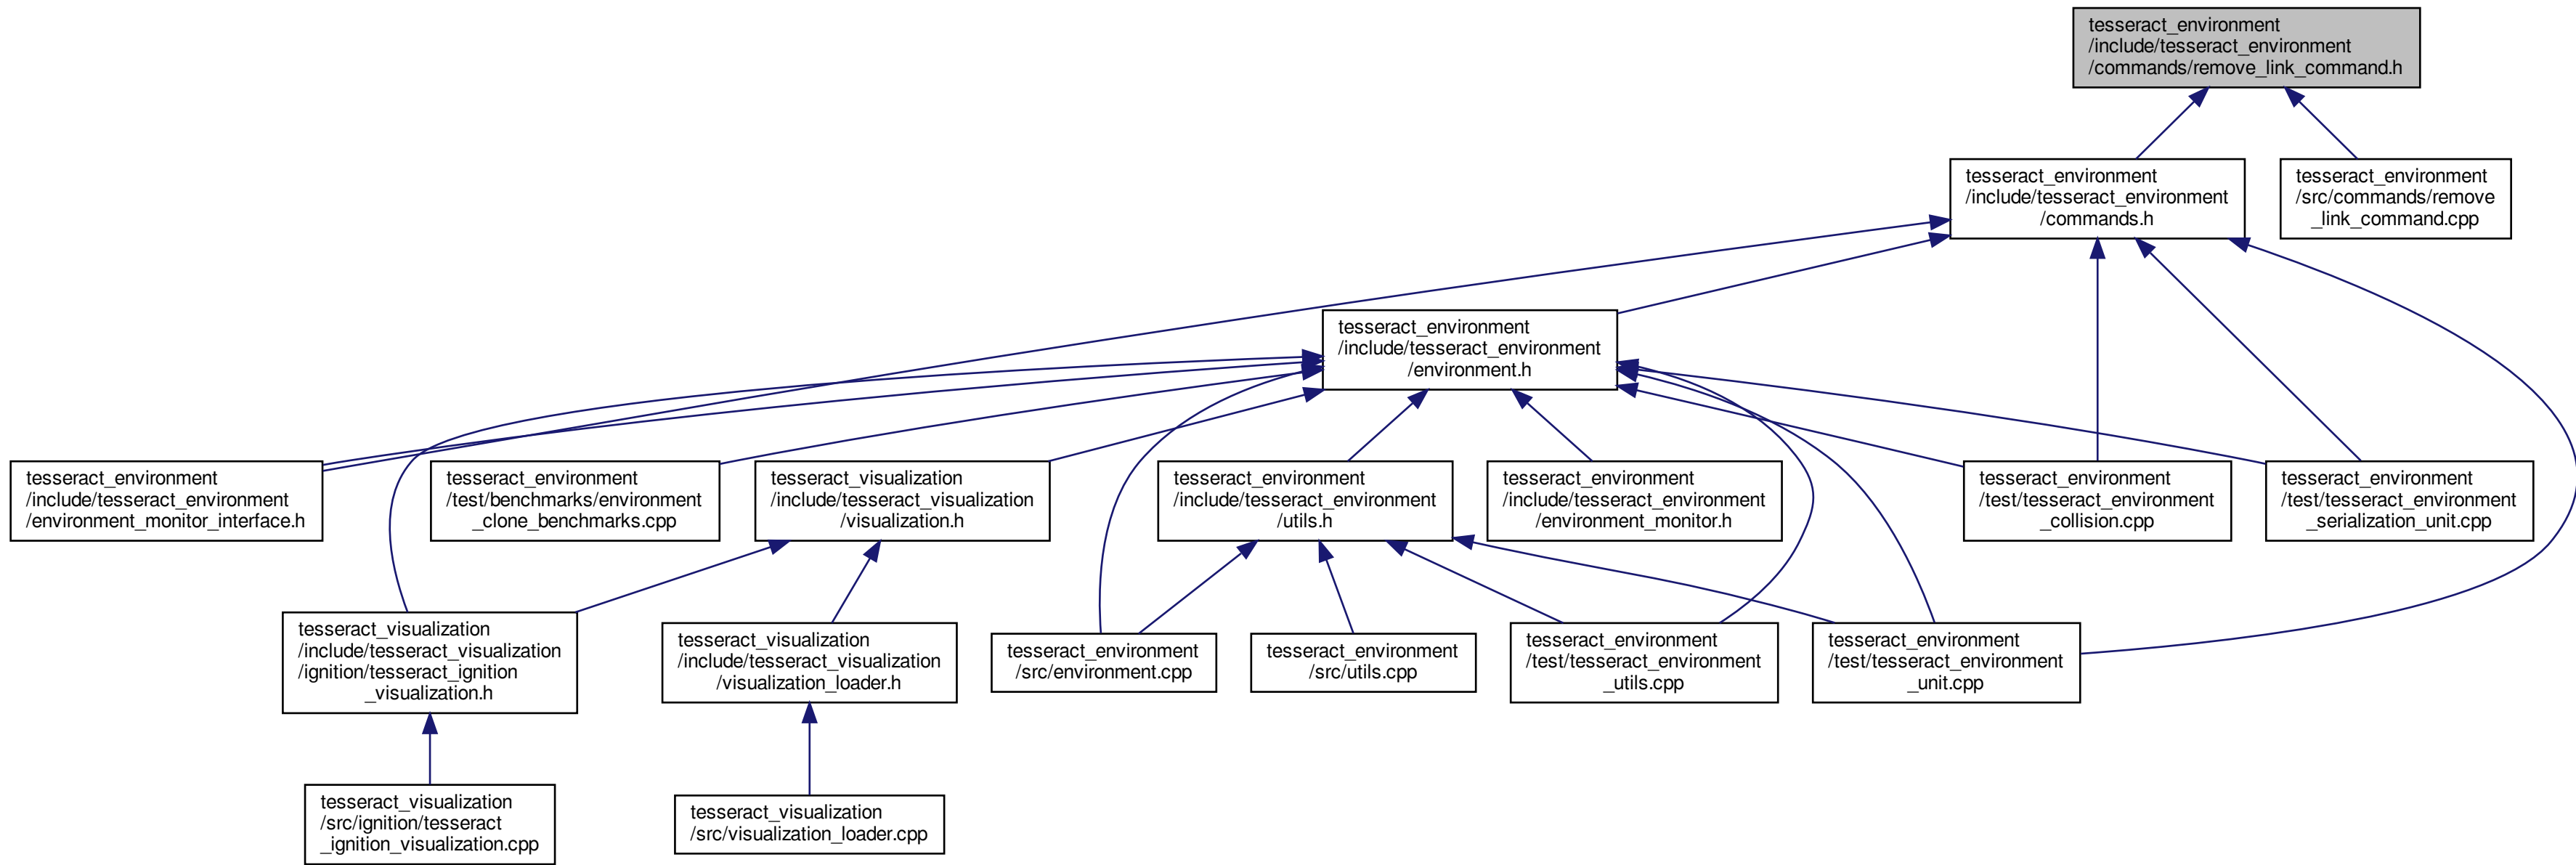 tesseract_environment
/include/tesseract_environment
/commands/remove_link_command.h
tesseract_environment
/include/tesseract_environment
/commands.h
tesseract_environment
/src/commands/remove
_link_command.cpp
tesseract_environment
/include/tesseract_environment
/environment.h
tesseract_environment
/include/tesseract_environment
/environment_monitor_interface.h
tesseract_environment
/test/benchmarks/environment
_clone_benchmarks.cpp
tesseract_visualization
/include/tesseract_visualization
/visualization.h
tesseract_environment
/include/tesseract_environment
/utils.h
tesseract_environment
/include/tesseract_environment
/environment_monitor.h
tesseract_environment
/test/tesseract_environment
_collision.cpp
tesseract_environment
/test/tesseract_environment
_serialization_unit.cpp
tesseract_visualization
/include/tesseract_visualization
/ignition/tesseract_ignition
_visualization.h
tesseract_visualization
/include/tesseract_visualization
/visualization_loader.h
tesseract_environment
/src/environment.cpp
tesseract_environment
/src/utils.cpp
tesseract_environment
/test/tesseract_environment
_utils.cpp
tesseract_environment
/test/tesseract_environment
_unit.cpp
tesseract_visualization
/src/ignition/tesseract
_ignition_visualization.cpp
tesseract_visualization
/src/visualization_loader.cpp